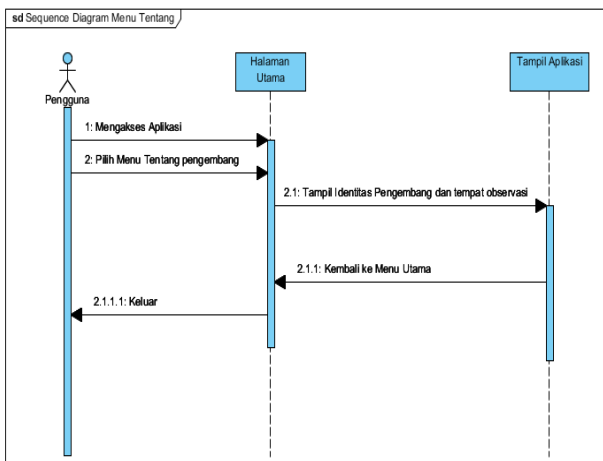 sd Sequence Diagram Menu Tentang
Pengguna
Halaman
Utama
Tampil Aplikasi
1: Mengakses Aplikasi
2: Pilih Menu Tentang pengembang
2.1: Tampil Identitas Pengembang dan tempat observasi
2.1.1: Kembali ke Menu Utama
2.1.1.1: Keluar